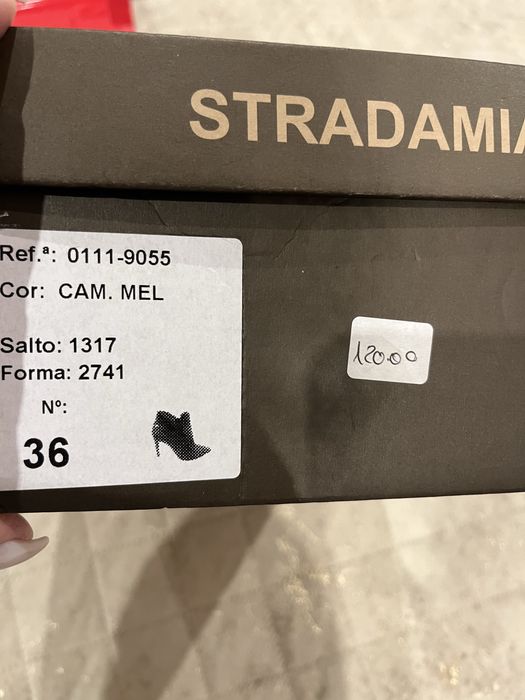 STRADAMIA
Ref.ª: 0111-9055
Cor: CAM. MEL
Salto: 1317
Forma: 2741
Nº:
36
120.00